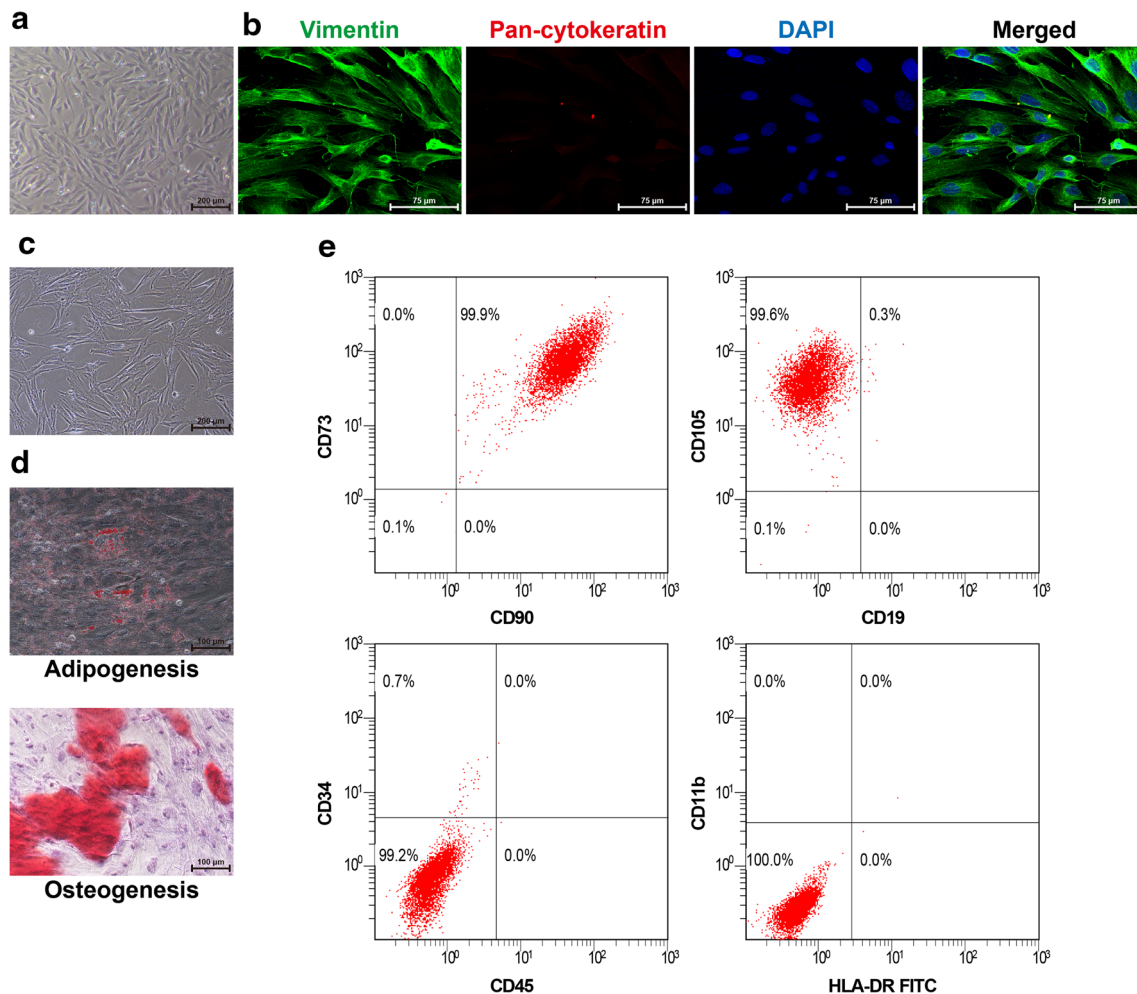 a
b
Vimentin
Pan-cytokeratin
DAPI
Merged
200 µm
75 µm
75 µm
75 µm
75 µm
c
200 µm
d
100 µm
Adipogenesis
100 µm
Osteogenesis
e
10³
10²
10¹
10⁰
CD73
0.0%
99.9%
0.1%
0.0%
10⁰
10¹
10²
10³
CD90
10³
10²
10¹
10⁰
CD105
99.6%
0.3%
0.1%
0.0%
10⁰
10¹
10²
10³
CD19
10³
10²
10¹
10⁰
CD34
0.7%
0.0%
99.2%
0.0%
10⁰
10¹
10²
10³
CD45
10³
10²
10¹
10⁰
CD11b
0.0%
0.0%
100.0%
0.0%
10⁰
10¹
10²
10³
HLA-DR FITC